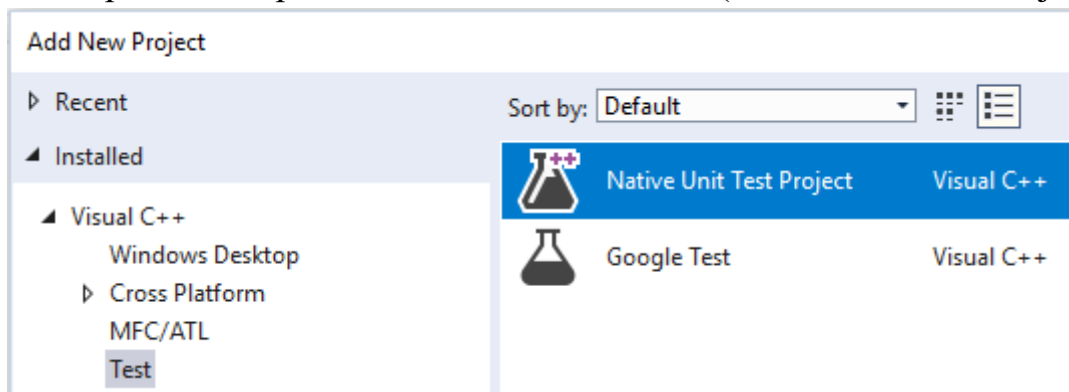 Add New Project
Recent
Installed
Visual C++
Windows Desktop
Cross Platform
MFC/ATL
Test
Sort by: Default
Native Unit Test Project Visual C++
Google Test Visual C++